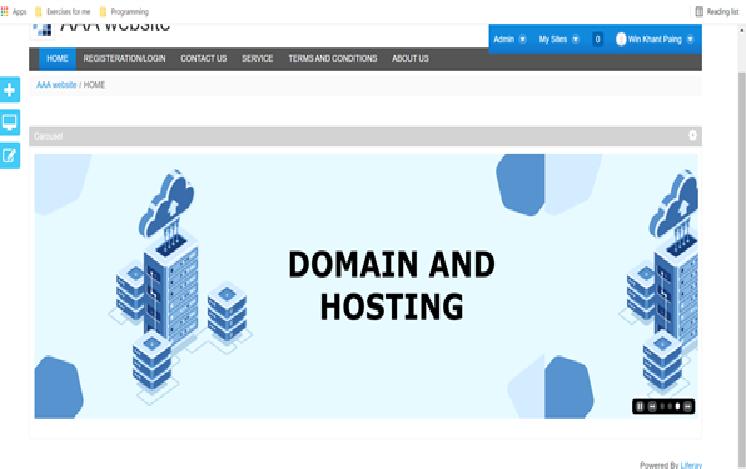 Apps Exercises for me Programming Reading list
AAA website
Admin My Sites 0 Win Khant Paing
HOME REGISTERATION/LOGIN CONTACT US SERVICE TERMS AND CONDITIONS ABOUT US
AAA website / HOME
Carousel
DOMAIN AND
HOSTING
Powered By Liferay